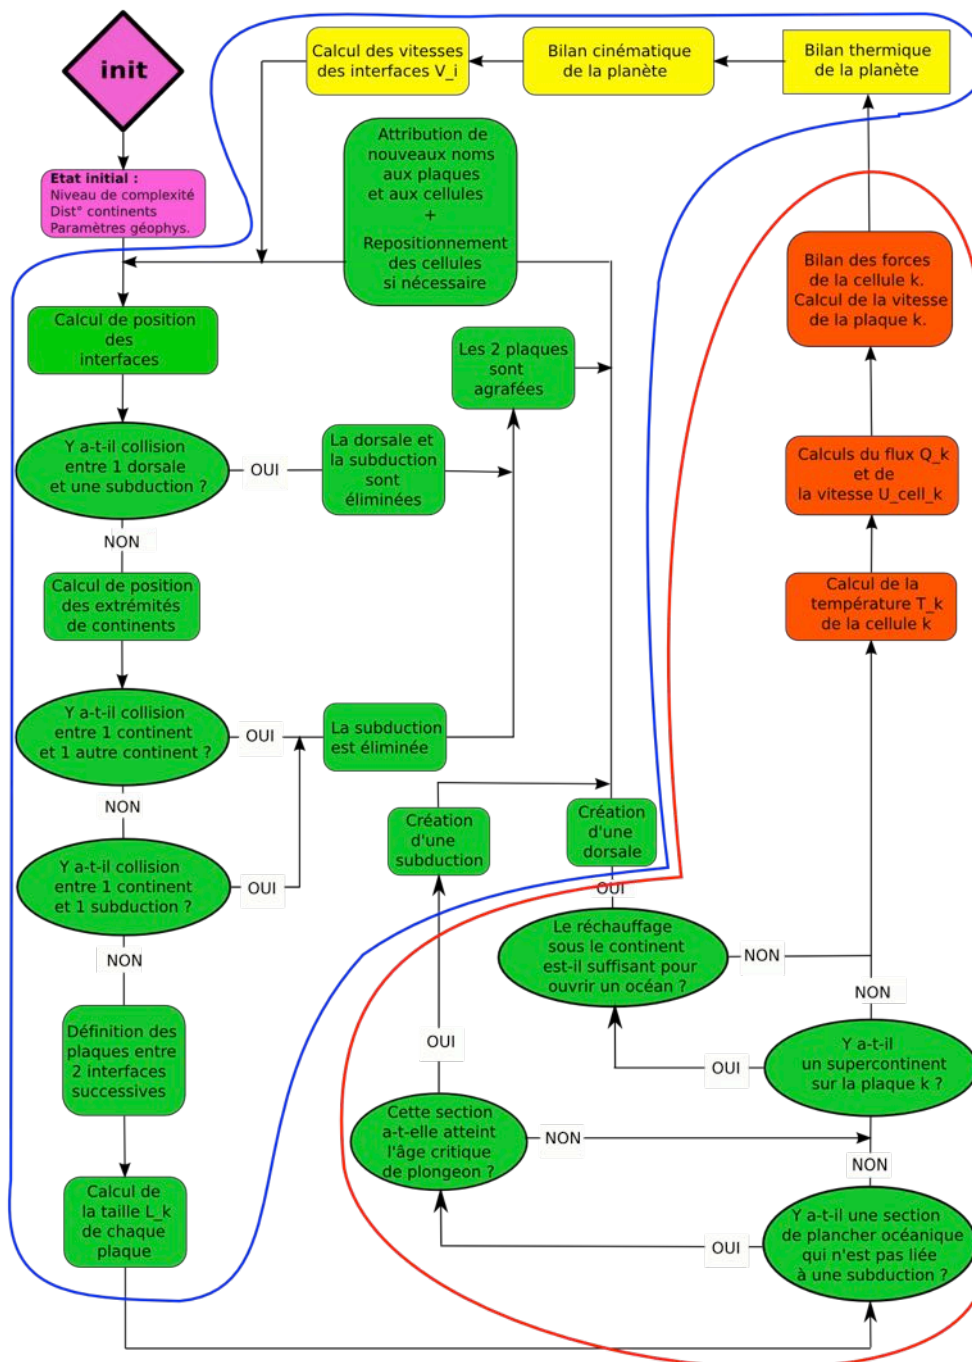 init
Etat initial :
Niveau de complexité
Dist° continents
Paramètres géophys.
Calcul des vitesses
des interfaces V_i
Bilan cinématique
de la planète
Bilan thermique
de la planète
Attribution de
nouveaux noms
aux plaques
et aux cellules
+
Repositionnement
des cellules
si nécessaire
Bilan des forces
de la cellule k.
Calcul de la vitesse
de la plaque k.
Calcul de position
des
interfaces
Les 2 plaques
sont
agrafées
Y a-t-il collision
entre 1 dorsale
et une subduction ?
OUI
La dorsale et
la subduction
sont
éliminées
Calculs du flux Q_k
et de
la vitesse U_cell_k
NON
Calcul de position
des extrémités
de continents
Calcul de la
température T_k
de la cellule k
Y a-t-il collision
entre 1 continent
et 1 autre continent ?
OUI
La subduction
est éliminée
NON
Création
d'une
subduction
Création
d'une
dorsale
Y a-t-il collision
entre 1 continent
et 1 subduction ?
OUI
OUI
Le réchauffage
sous le continent
est-il suffisant pour
ouvrir un océan ?
NON
NON
NON
Définition des
plaques entre
2 interfaces
successives
OUI
Y a-t-il
un supercontinent
sur la plaque k ?
OUI
Cette section
a-t-elle atteint
l'âge critique
de plongeon ?
NON
NON
Calcul de
la taille L_k
de chaque
plaque
OUI
Y a-t-il une section
de plancher océanique
qui n'est pas liée
à une subduction ?